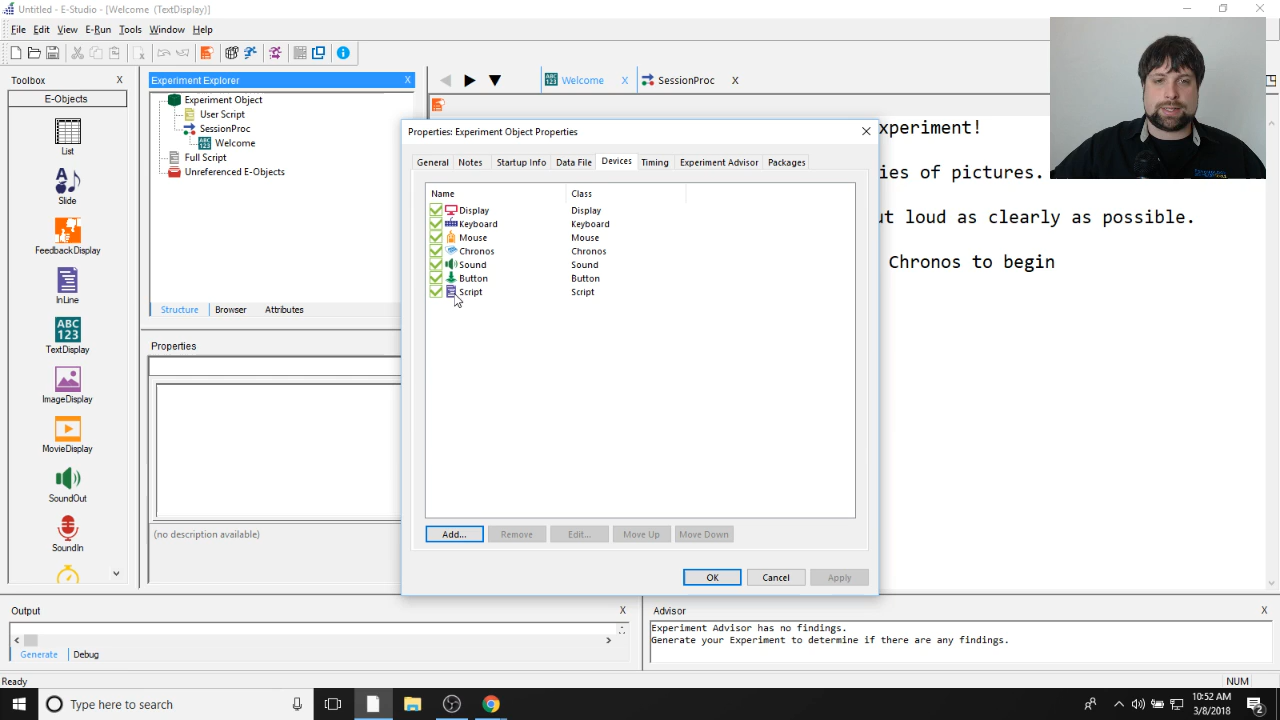 Untitled - E-Studio - [Welcome (TextDisplay)]
File Edit View E-Run Tools Window Help
Toolbox X
Experiment Explorer X
Welcome X SessionProc X
E-Objects
List
Slide
FeedbackDisplay
InLine
ABC
123
TextDisplay
ImageDisplay
MovieDisplay
SoundOut
SoundIn
Experiment Object
User Script
SessionProc
Welcome
Full Script
Unreferenced E-Objects
Structure Browser Attributes
Properties
(no description available)
xperiment!
ies of pictures.
ut loud as clearly as possible.
Chronos to begin
Properties: Experiment Object Properties
General Notes Startup Info Data File Devices Timing Experiment Advisor Packages
Name Class
Display Display
Keyboard Keyboard
Mouse Mouse
Chronos Chronos
Sound Sound
Button Button
Script Script
Add... Remove Edit... Move Up Move Down
OK Cancel Apply
Output X
Generate Debug
Advisor X
Experiment Advisor has no findings.
Generate your Experiment to determine if there are any findings.
Ready NUM
Type here to search
10:52 AM
3/8/2018
2